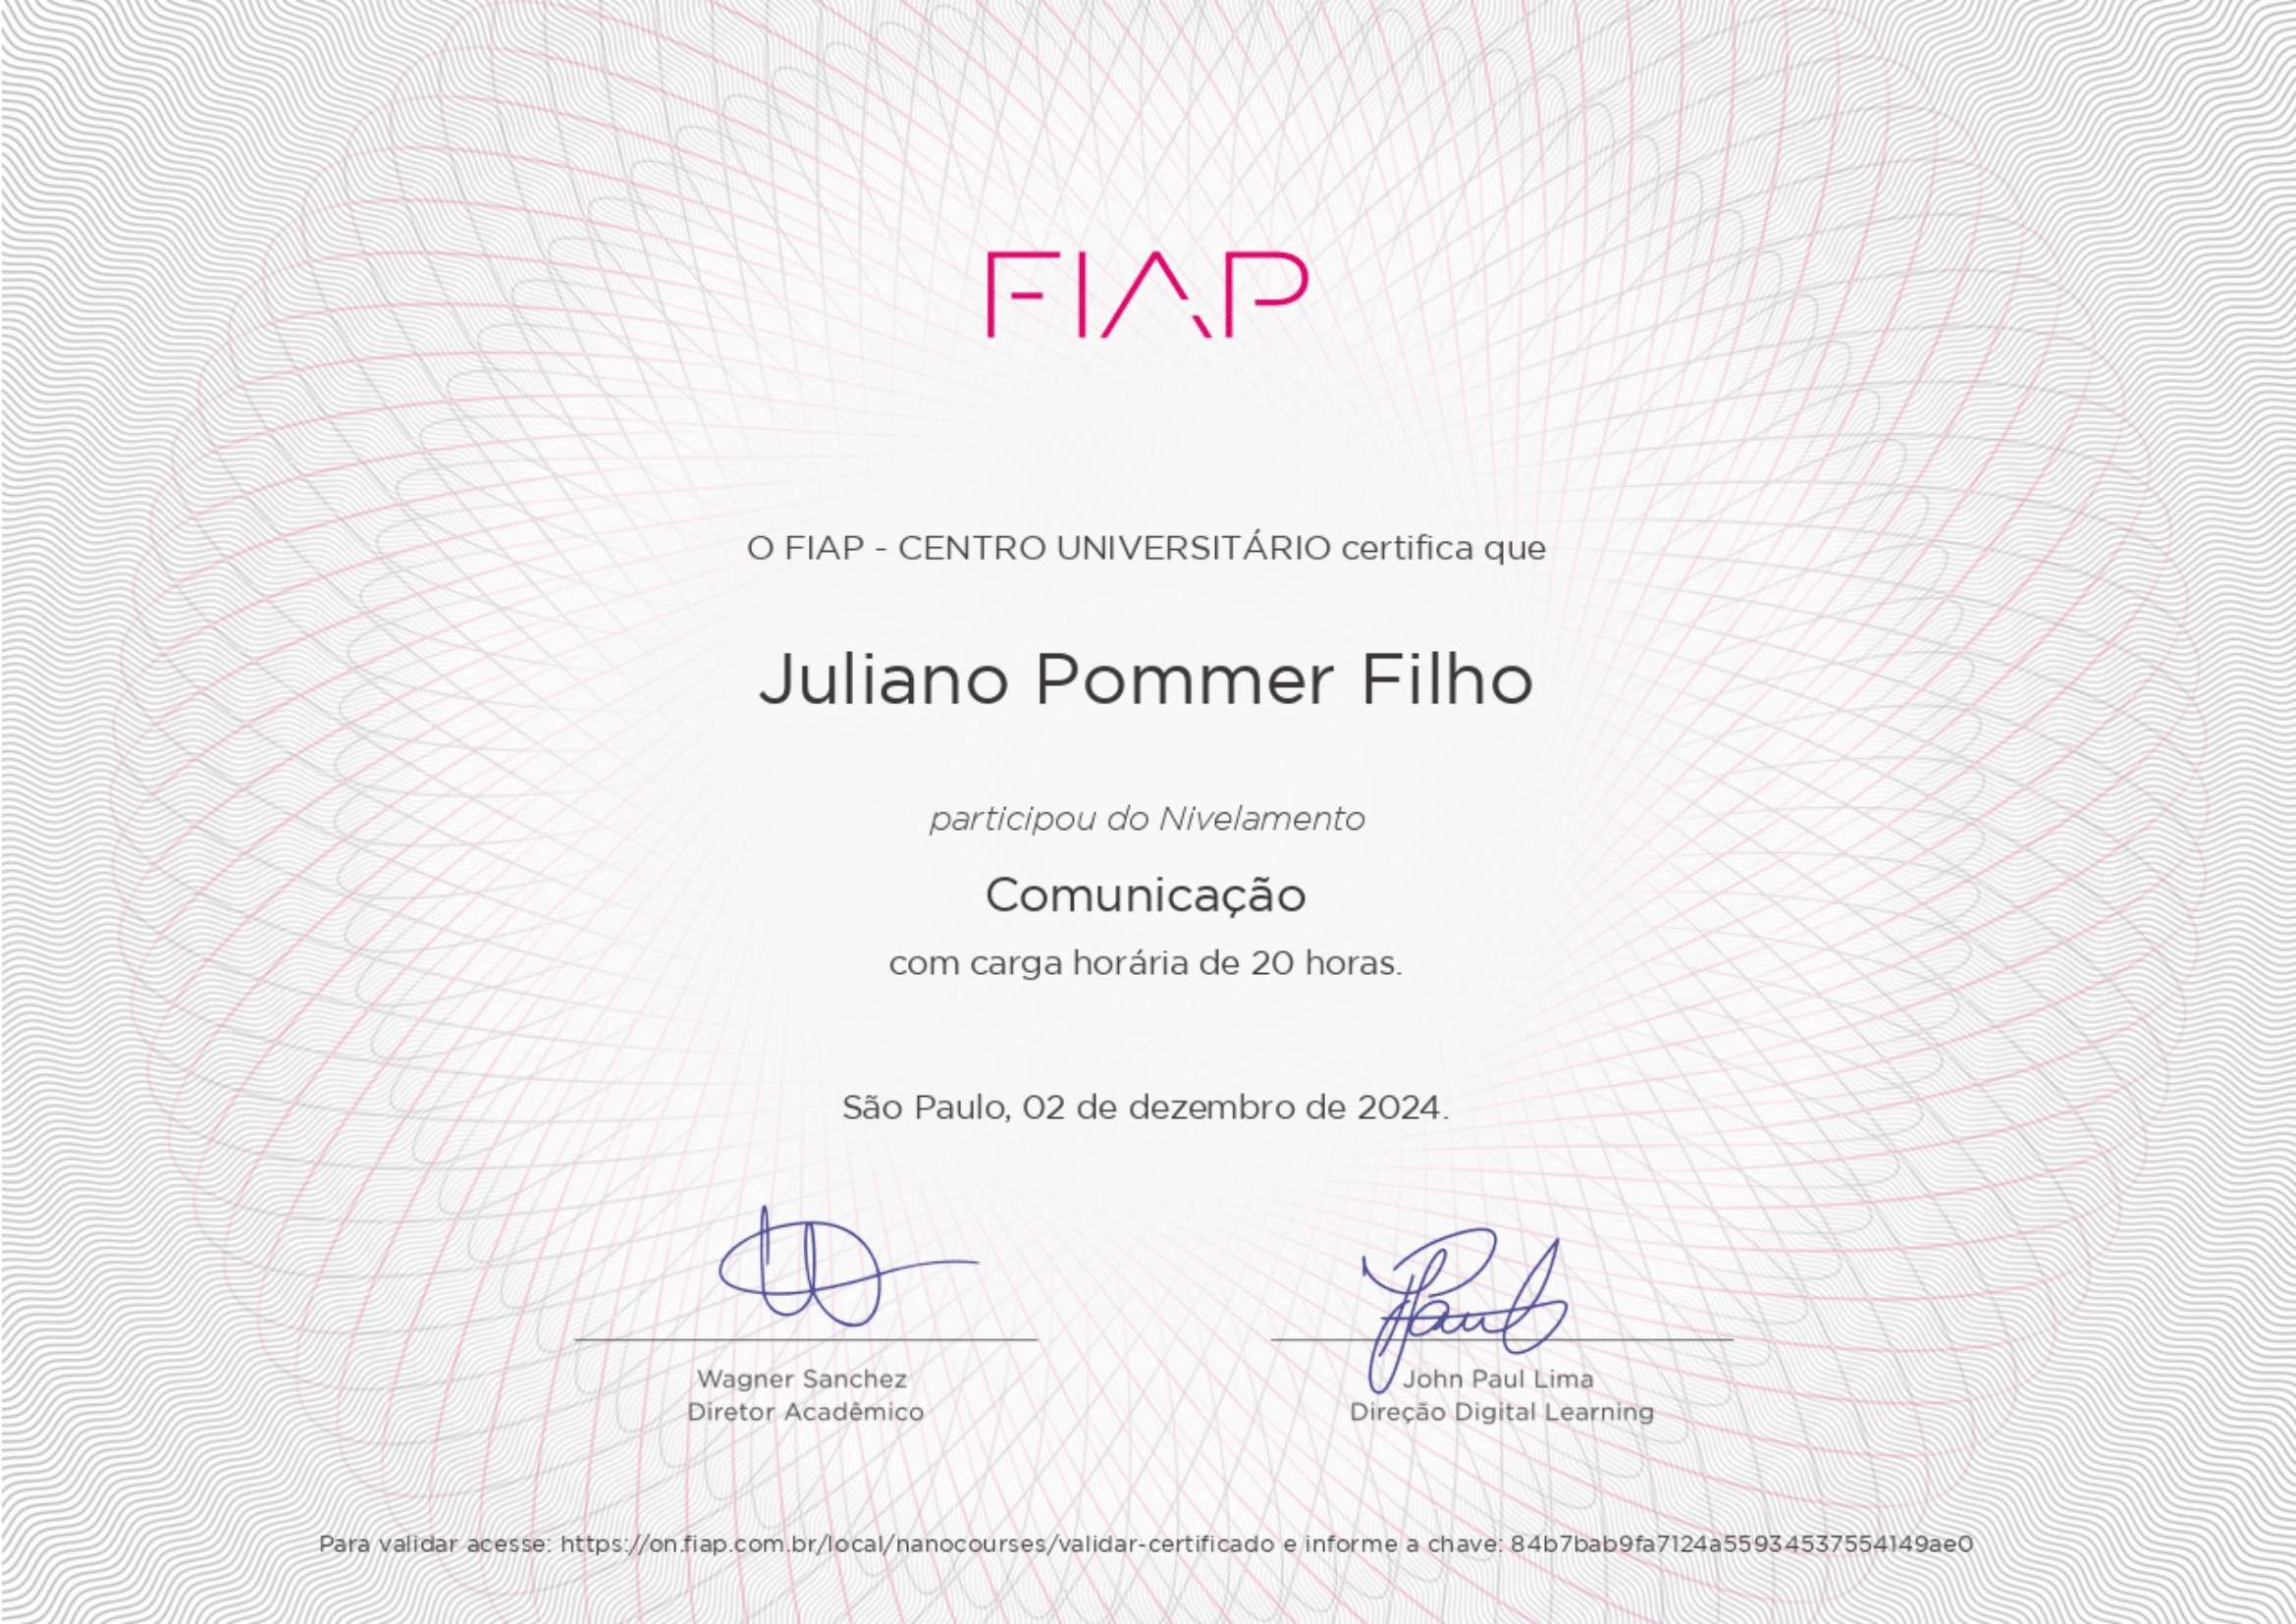 FIAP
O FIAP - CENTRO UNIVERSITÁRIO certifica que
Juliano Pommer Filho
participou do Nivelamento
Comunicação
com carga horária de 20 horas.
São Paulo, 02 de dezembro de 2024.
Wagner Sanchez
Diretor Acadêmico
John Paul Lima
Direção Digital Learning
Para validar acesse: https://on.fiap.com.br/local/nanocourses/validar-certificado e informe a chave: 84b7bab9fa7124a55934537554149ae0